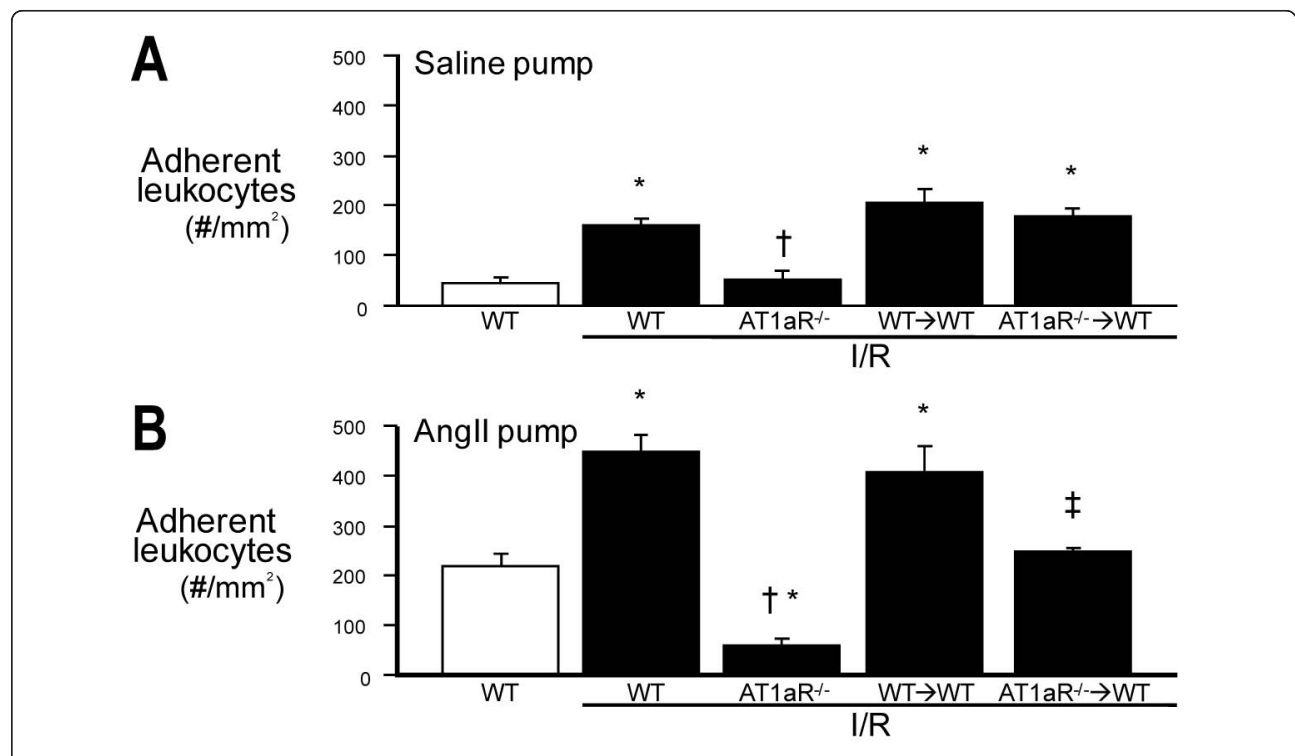 A
Saline pump
500
400
300
200
100
0
Adherent
leukocytes
(#/mm²)
*
†
*
*
WT
WT
AT1aR-/-
WT→WT
AT1aR-/-→WT
I/R
B
AngII pump
500
400
300
200
100
0
Adherent
leukocytes
(#/mm²)
*
† *
*
‡
WT
WT
AT1aR-/-
WT→WT
AT1aR-/-→WT
I/R